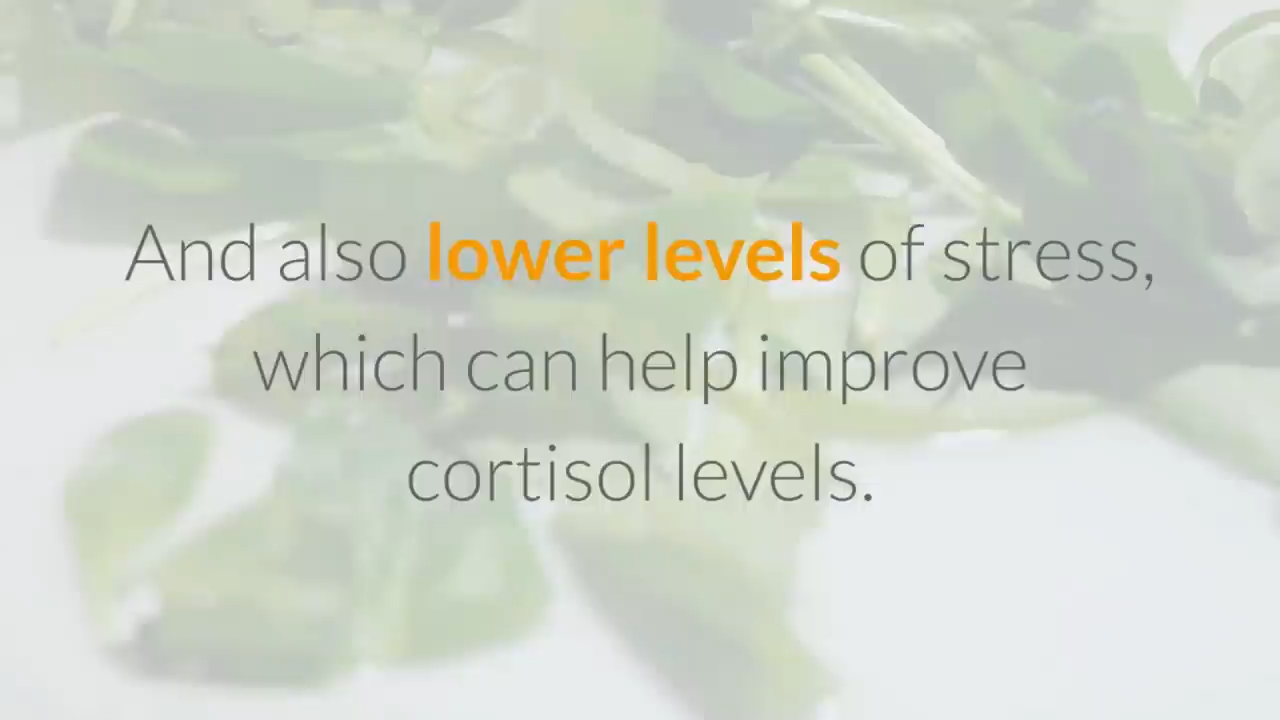 And also lower levels of stress,
which can help improve
cortisol levels.